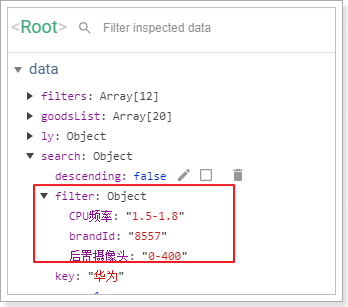 <Root> Filter inspected data
data
filters: Array[12]
goodsList: Array[20]
ly: Object
search: Object
descending: false
filter: Object
CPU频率: "1.5-1.8"
brandId: "8557"
后置摄像头: "0-400"
key: "华为"